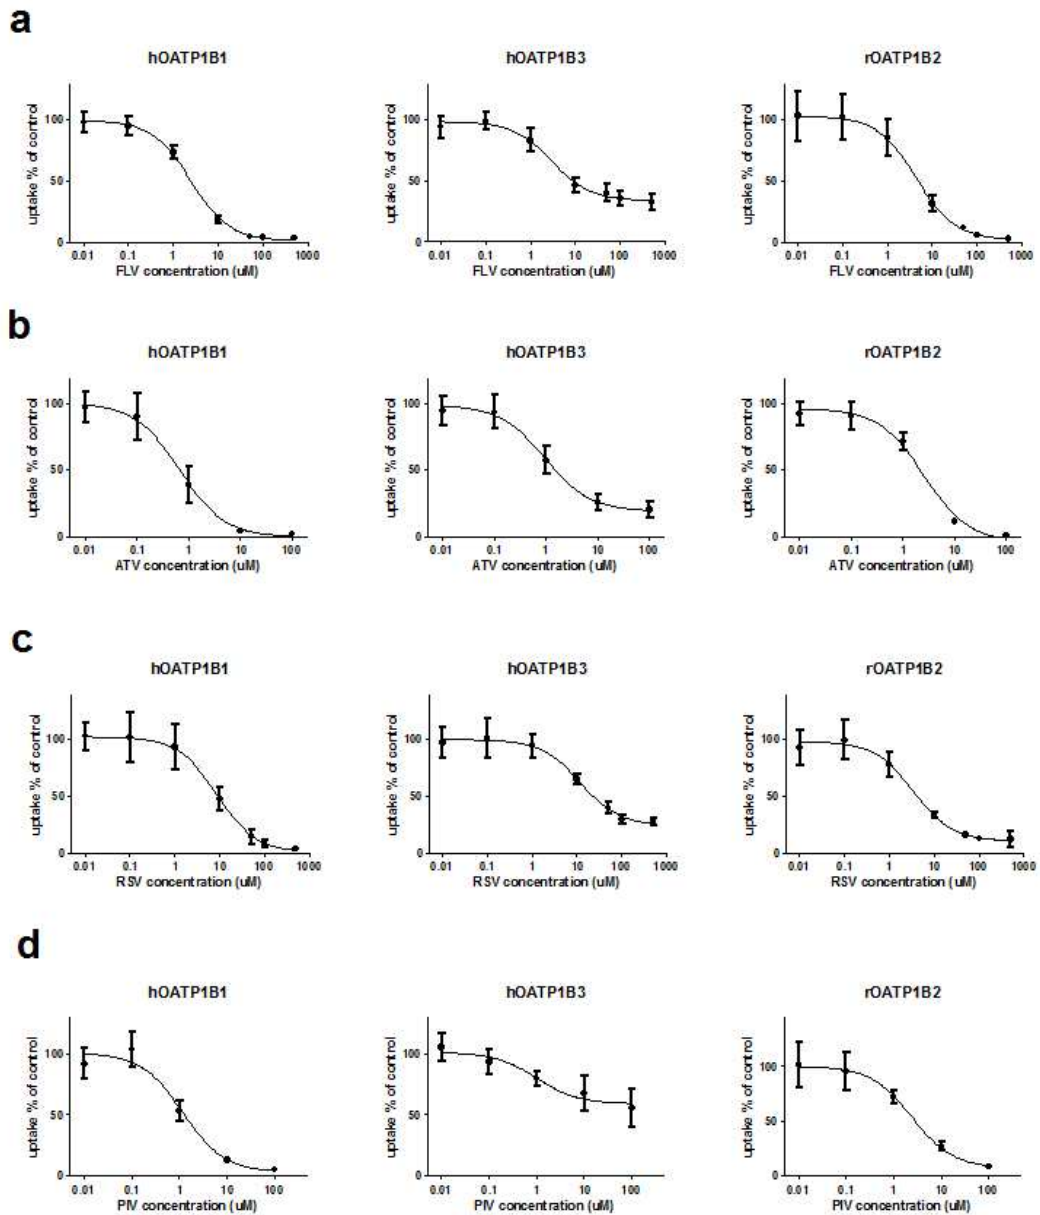 a
hOATP1B1 hOATP1B3 rOATP1B2
uptake % of control uptake % of control uptake % of control
100 100 100
50 50 50
0 0 0
0.01 0.1 1 10 100 1000 0.01 0.1 1 10 100 1000 0.01 0.1 1 10 100 1000
FLV concentration (uM) FLV concentration (uM) FLV concentration (uM)
b
hOATP1B1 hOATP1B3 rOATP1B2
uptake % of control uptake % of control uptake % of control
100 100 100
50 50 50
0 0 0
0.01 0.1 1 10 100 0.01 0.1 1 10 100 0.01 0.1 1 10 100
ATV concentration (uM) ATV concentration (uM) ATV concentration (uM)
c
hOATP1B1 hOATP1B3 rOATP1B2
uptake % of control uptake % of control uptake % of control
100 100 100
50 50 50
0 0 0
0.01 0.1 1 10 100 1000 0.01 0.1 1 10 100 1000 0.01 0.1 1 10 100 1000
RSV concentration (uM) RSV concentration (uM) RSV concentration (uM)
d
hOATP1B1 hOATP1B3 rOATP1B2
uptake % of control uptake % of control uptake % of control
100 100 100
50 50 50
0 0 0
0.01 0.1 1 10 100 0.01 0.1 1 10 100 0.01 0.1 1 10 100
PIV concentration (uM) PIV concentration (uM) PIV concentration (uM)